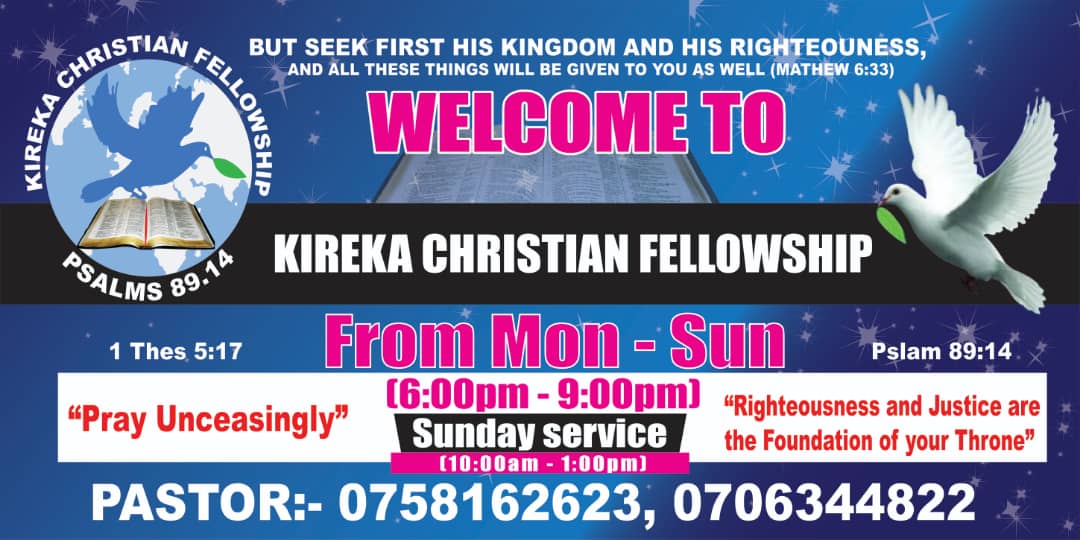 KIREKA CHRISTIAN FELLOWSHIP
PSALMS 89.14
BUT SEEK FIRST HIS KINGDOM AND HIS RIGHTEOUNESS,
AND ALL THESE THINGS WILL BE GIVEN TO YOU AS WELL (MATHEW 6:33)
WELCOME TO
KIREKA CHRISTIAN FELLOWSHIP
From Mon - Sun
1 Thes 5:17
Pslam 89:14
(6:00pm - 9:00pm)
"Pray Unceasingly"
Sunday service
(10:00am - 1:00pm)
“Righteousness and Justice are
the Foundation of your Throne”
PASTOR:- 0758162623, 0706344822